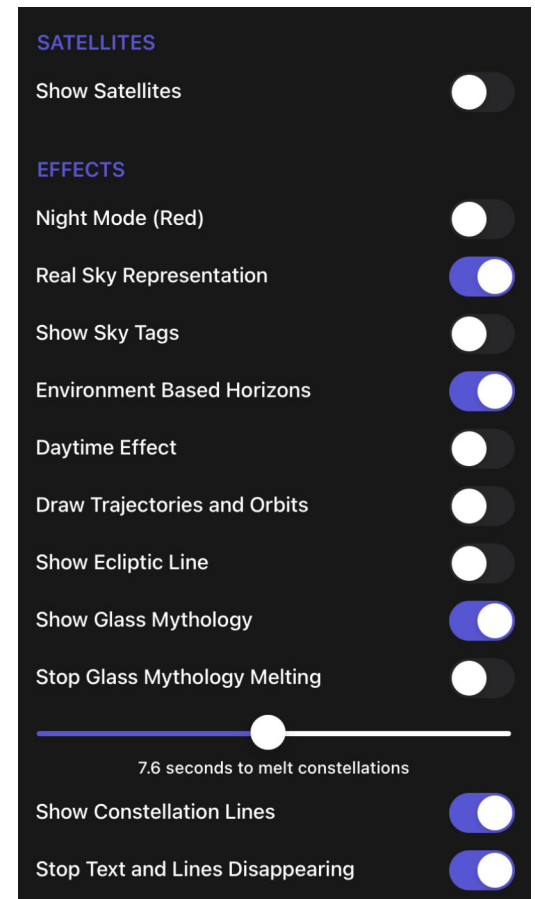 SATELLITES
Show Satellites
EFFECTS
Night Mode (Red)
Real Sky Representation
Show Sky Tags
Environment Based Horizons
Daytime Effect
Draw Trajectories and Orbits
Show Ecliptic Line
Show Glass Mythology
Stop Glass Mythology Melting
7.6 seconds to melt constellations
Show Constellation Lines
Stop Text and Lines Disappearing